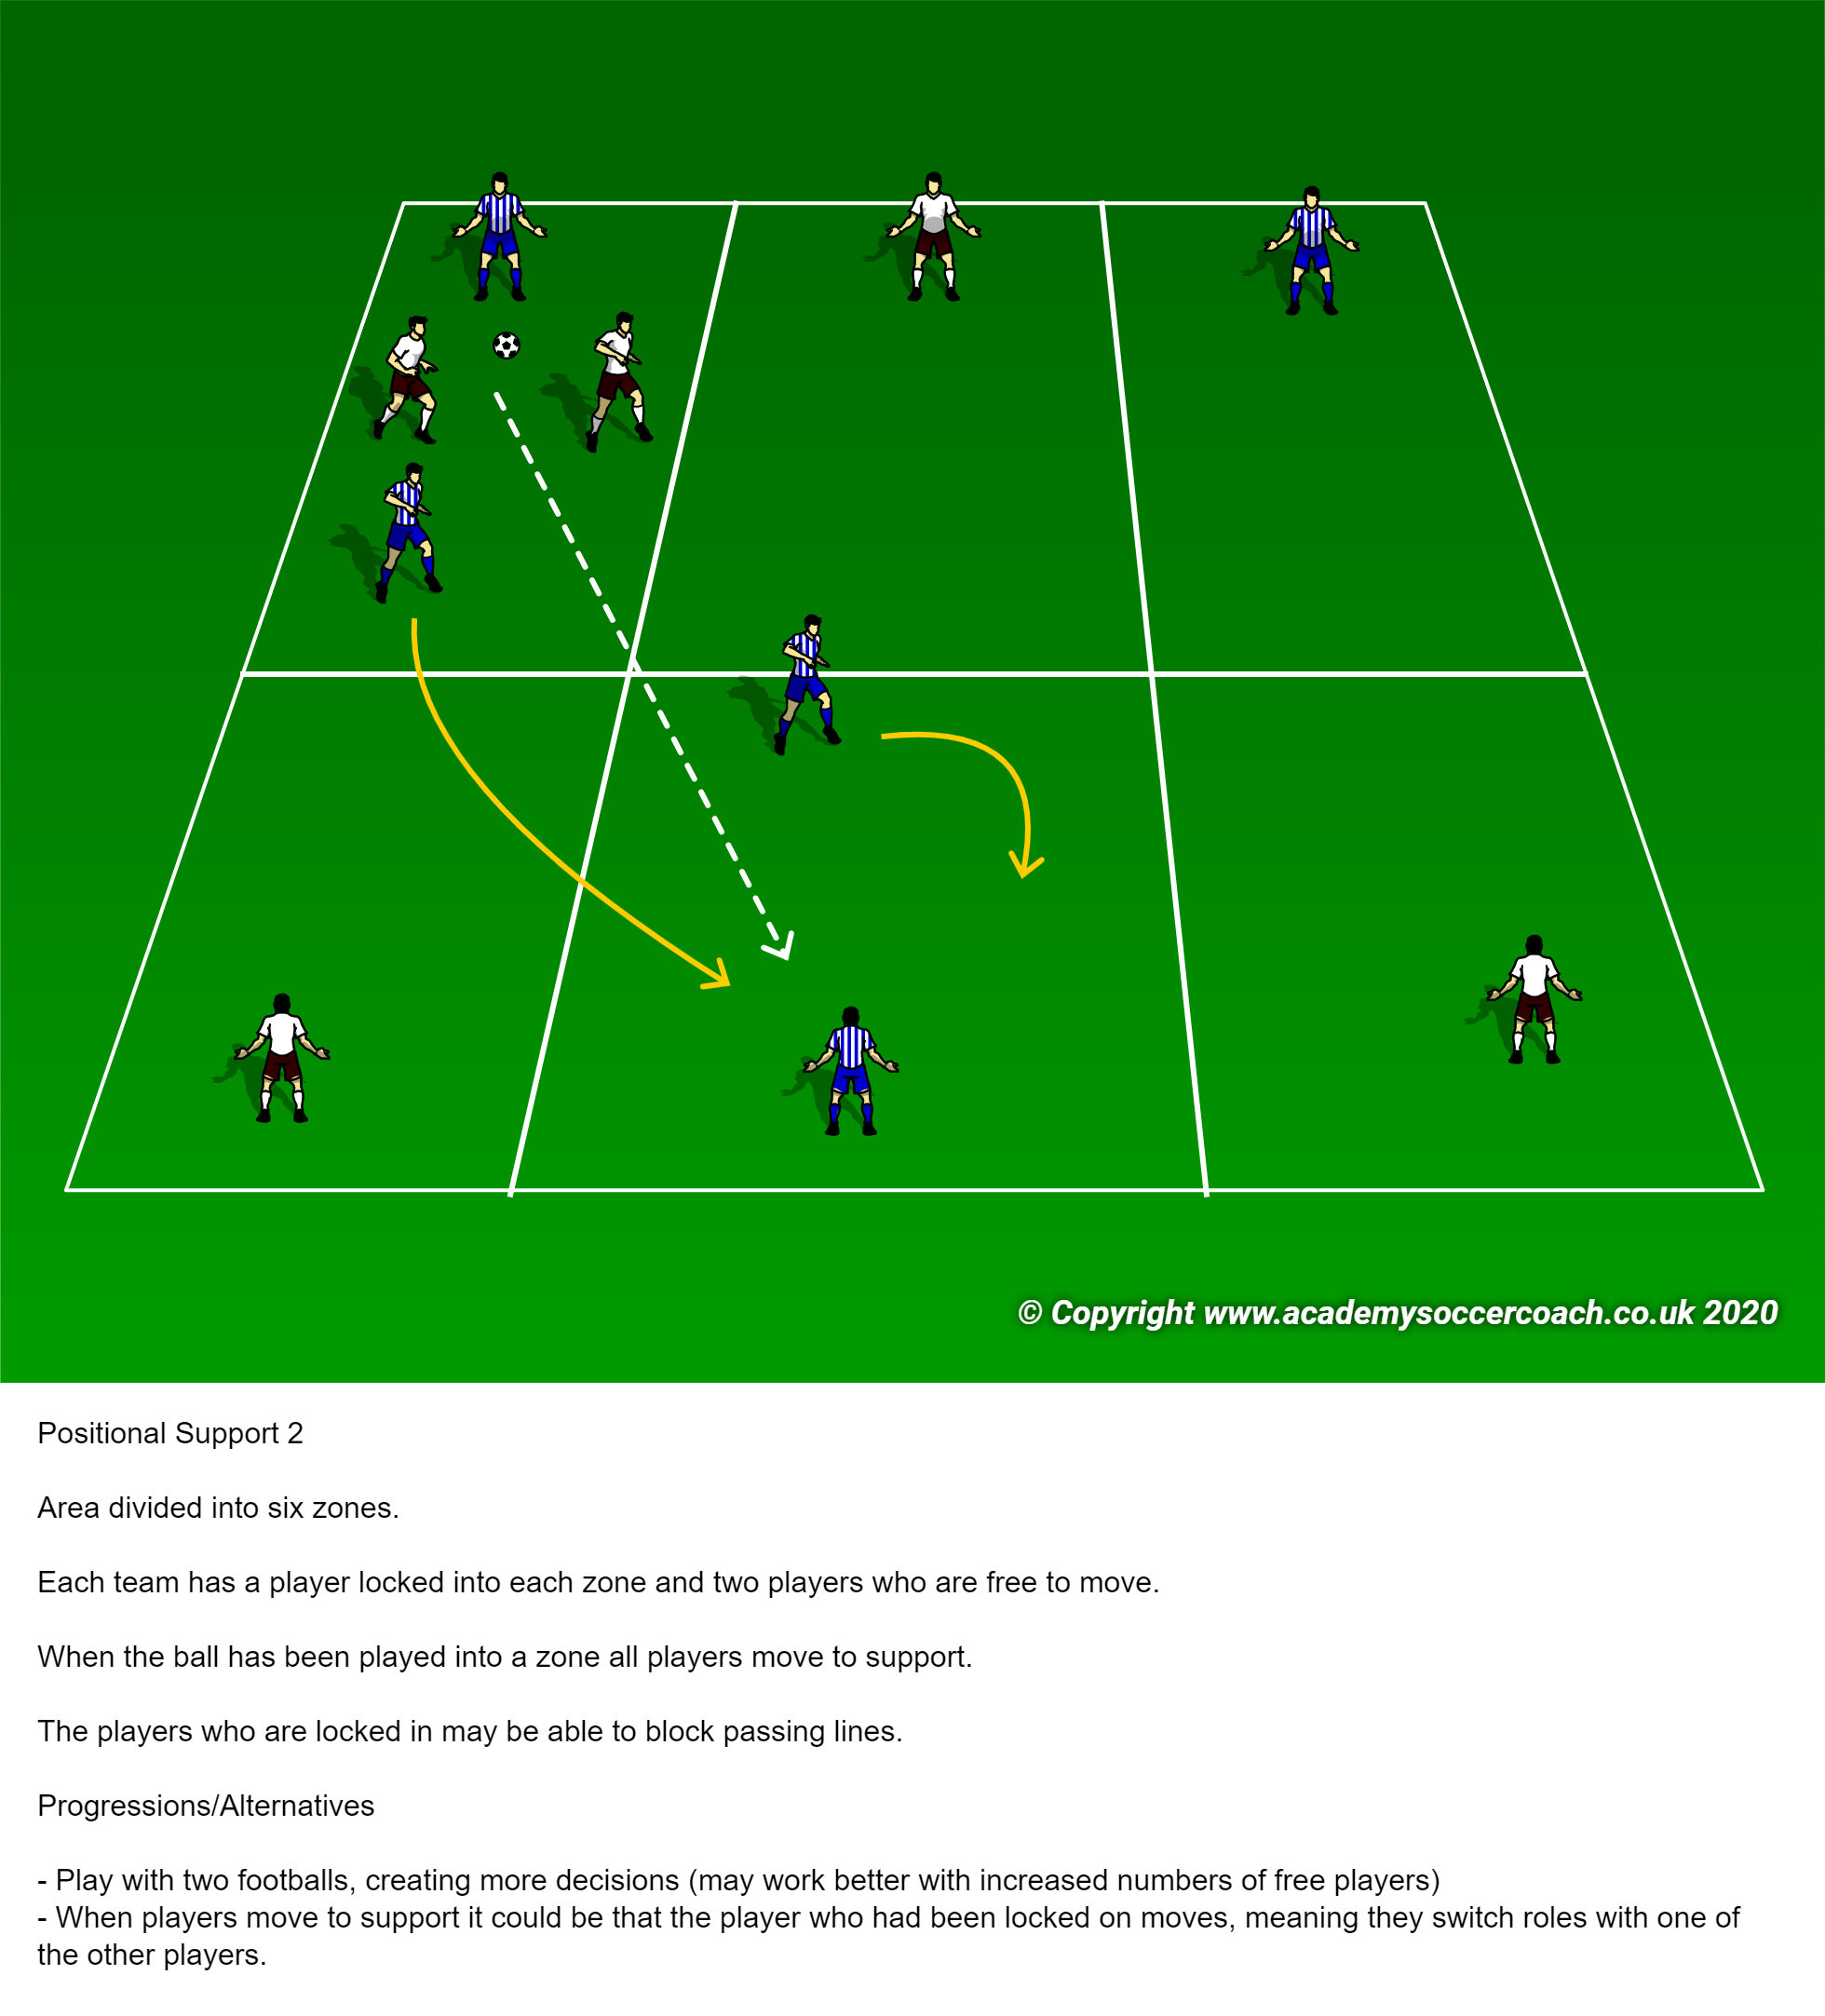 © Copyright www.academysoccercoach.co.uk 2020
Positional Support 2
Area divided into six zones.
Each team has a player locked into each zone and two players who are free to move.
When the ball has been played into a zone all players move to support.
The players who are locked in may be able to block passing lines.
Progressions/Alternatives
- Play with two footballs, creating more decisions (may work better with increased numbers of free players)
- When players move to support it could be that the player who had been locked on moves, meaning they switch roles with one of
the other players.